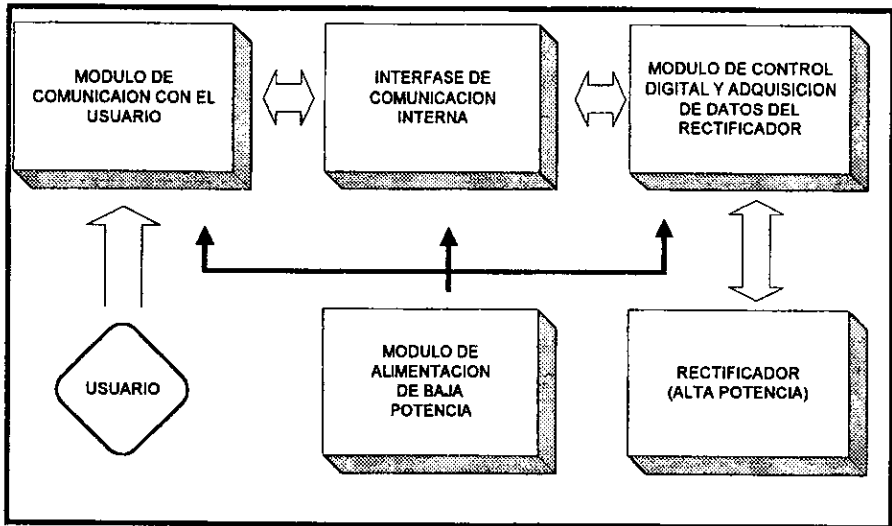 MODULO DE
COMUNICAION CON EL
USUARIO
INTERFASE DE
COMUNICACION
INTERNA
MODULO DE CONTROL
DIGITAL Y ADQUISICION
DE DATOS DEL
RECTIFICADOR
USUARIO
MODULO DE
ALIMENTACION
DE BAJA
POTENCIA
RECTIFICADOR
(ALTA POTENCIA)